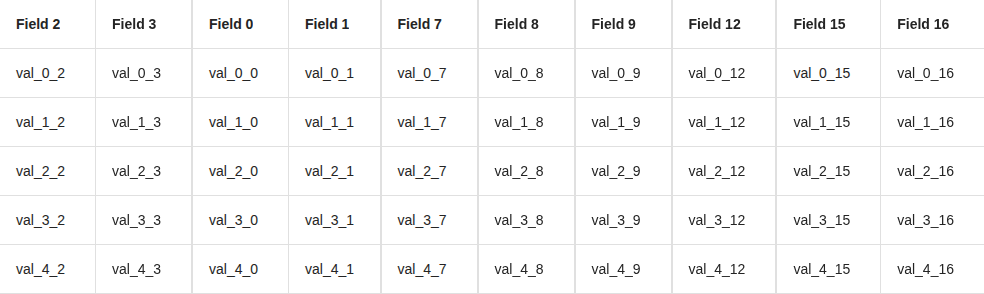 Field 2 Field 3 Field 0 Field 1 Field 7 Field 8 Field 9 Field 12 Field 15 Field 16
val_0_2 val_0_3 val_0_0 val_0_1 val_0_7 val_0_8 val_0_9 val_0_12 val_0_15 val_0_16
val_1_2 val_1_3 val_1_0 val_1_1 val_1_7 val_1_8 val_1_9 val_1_12 val_1_15 val_1_16
val_2_2 val_2_3 val_2_0 val_2_1 val_2_7 val_2_8 val_2_9 val_2_12 val_2_15 val_2_16
val_3_2 val_3_3 val_3_0 val_3_1 val_3_7 val_3_8 val_3_9 val_3_12 val_3_15 val_3_16
val_4_2 val_4_3 val_4_0 val_4_1 val_4_7 val_4_8 val_4_9 val_4_12 val_4_15 val_4_16